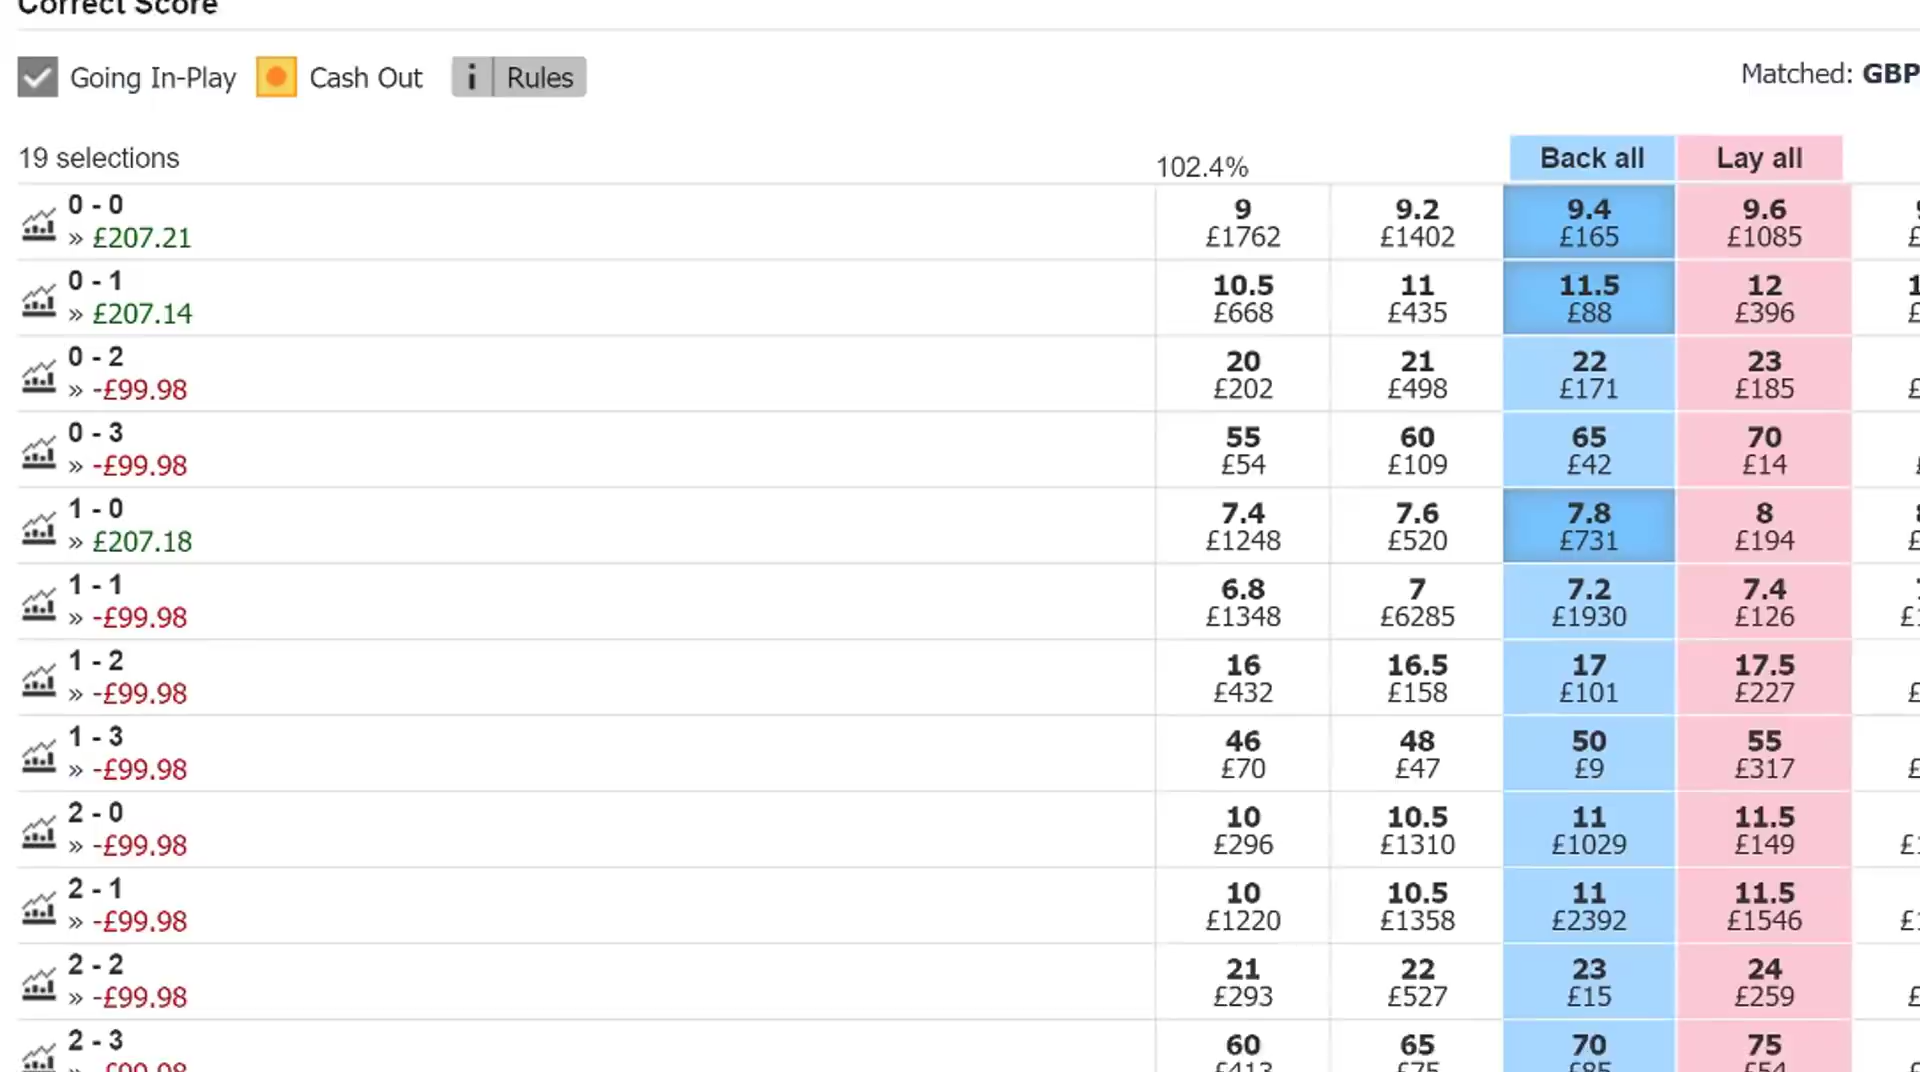 Correct Score
Going In-Play Cash Out i Rules Matched: GBP
19 selections 102.4% Back all Lay all
0 - 0 9 9.2 9.4 9.6
» £207.21 £1762 £1402 £165 £1085
0 - 1 10.5 11 11.5 12
» £207.14 £668 £435 £88 £396
0 - 2 20 21 22 23
» -£99.98 £202 £498 £171 £185
0 - 3 55 60 65 70
» -£99.98 £54 £109 £42 £14
1 - 0 7.4 7.6 7.8 8
» £207.18 £1248 £520 £731 £194
1 - 1 6.8 7 7.2 7.4
» -£99.98 £1348 £6285 £1930 £126
1 - 2 16 16.5 17 17.5
» -£99.98 £432 £158 £101 £227
1 - 3 46 48 50 55
» -£99.98 £70 £47 £9 £317
2 - 0 10 10.5 11 11.5
» -£99.98 £296 £1310 £1029 £149
2 - 1 10 10.5 11 11.5
» -£99.98 £1220 £1358 £2392 £1546
2 - 2 21 22 23 24
» -£99.98 £293 £527 £15 £259
2 - 3 60 65 70 75
» -£99.98 £413 £75 £85 £54